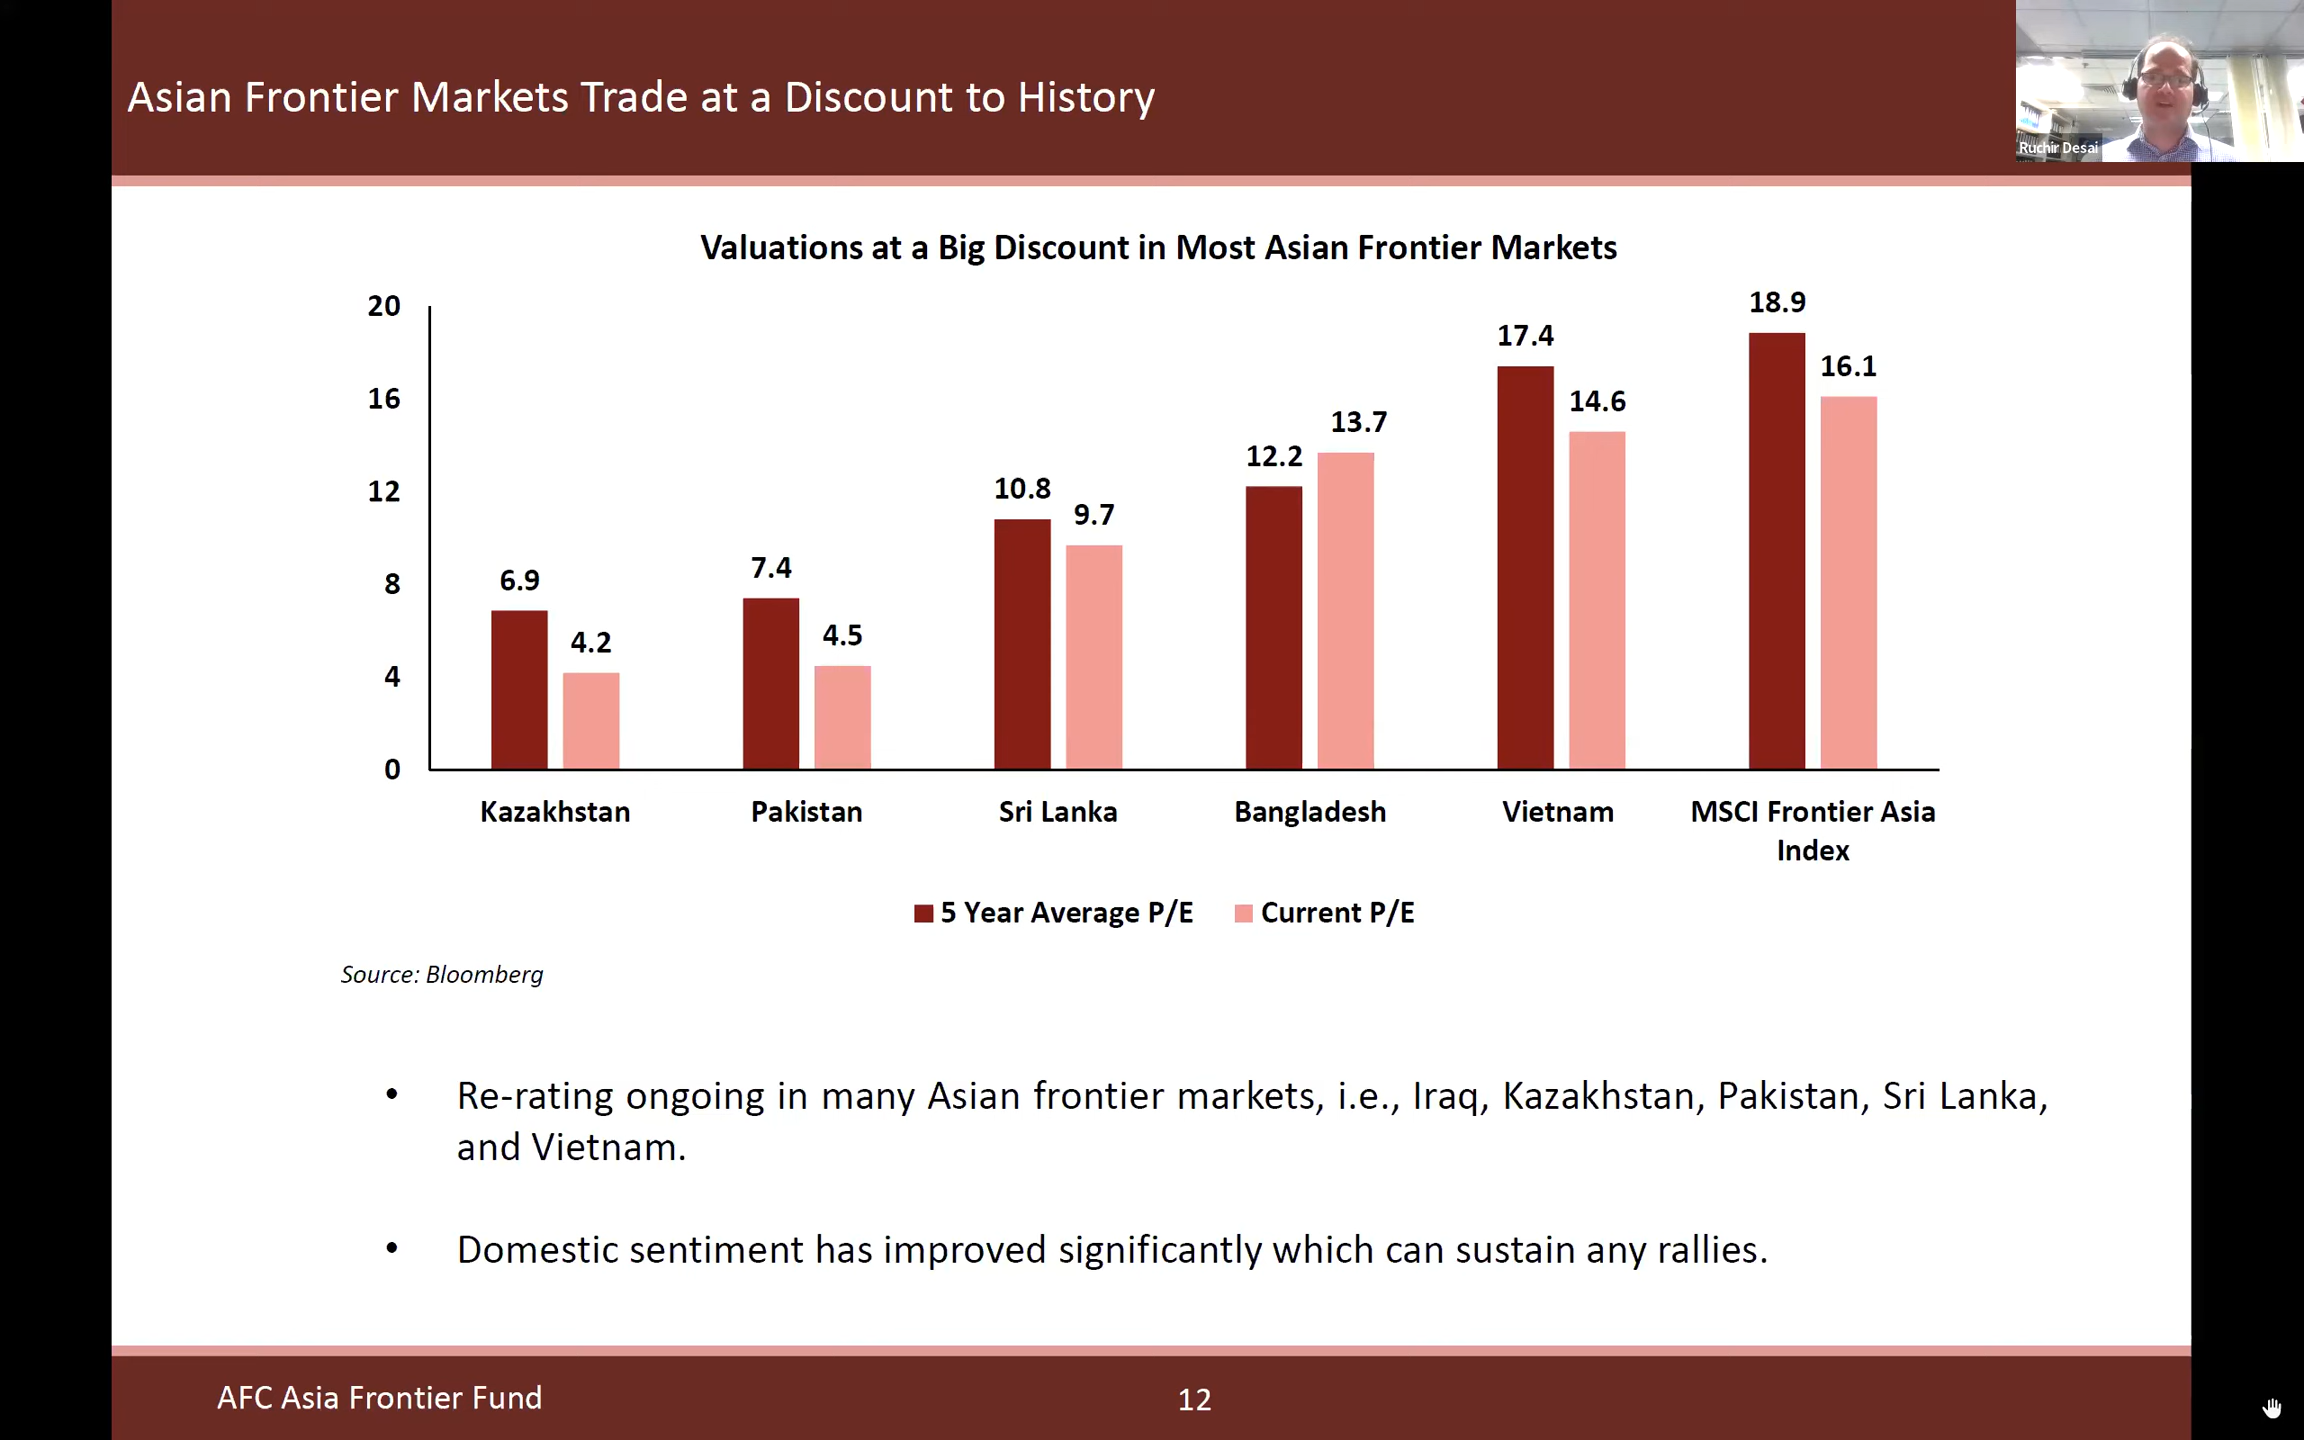 Asian Frontier Markets Trade at a Discount to History
Ruchir Desai
Valuations at a Big Discount in Most Asian Frontier Markets
20
16
12
8
4
0
6.9
4.2
7.4
4.5
10.8
9.7
12.2
13.7
17.4
14.6
18.9
16.1
Kazakhstan
Pakistan
Sri Lanka
Bangladesh
Vietnam
MSCI Frontier Asia
Index
5 Year Average P/E
Current P/E
Source: Bloomberg
• Re-rating ongoing in many Asian frontier markets, i.e., Iraq, Kazakhstan, Pakistan, Sri Lanka,
and Vietnam.
• Domestic sentiment has improved significantly which can sustain any rallies.
AFC Asia Frontier Fund
12